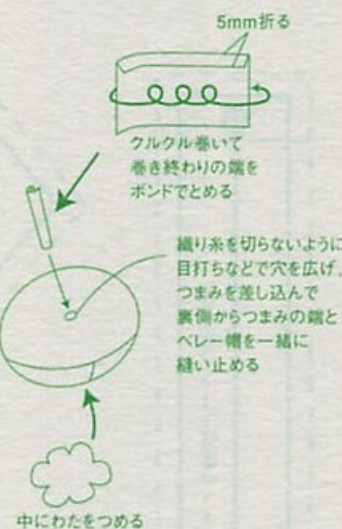 5mm折る
クルクル巻いて
巻き終わりの端を
ボンドでとめる
織り糸を切らないように
目打ちなどで穴を広げ、
つまみを差し込んで
裏側からつまみの端と
ベレー帽を一緒に
縫い止める
中にわたをつめる